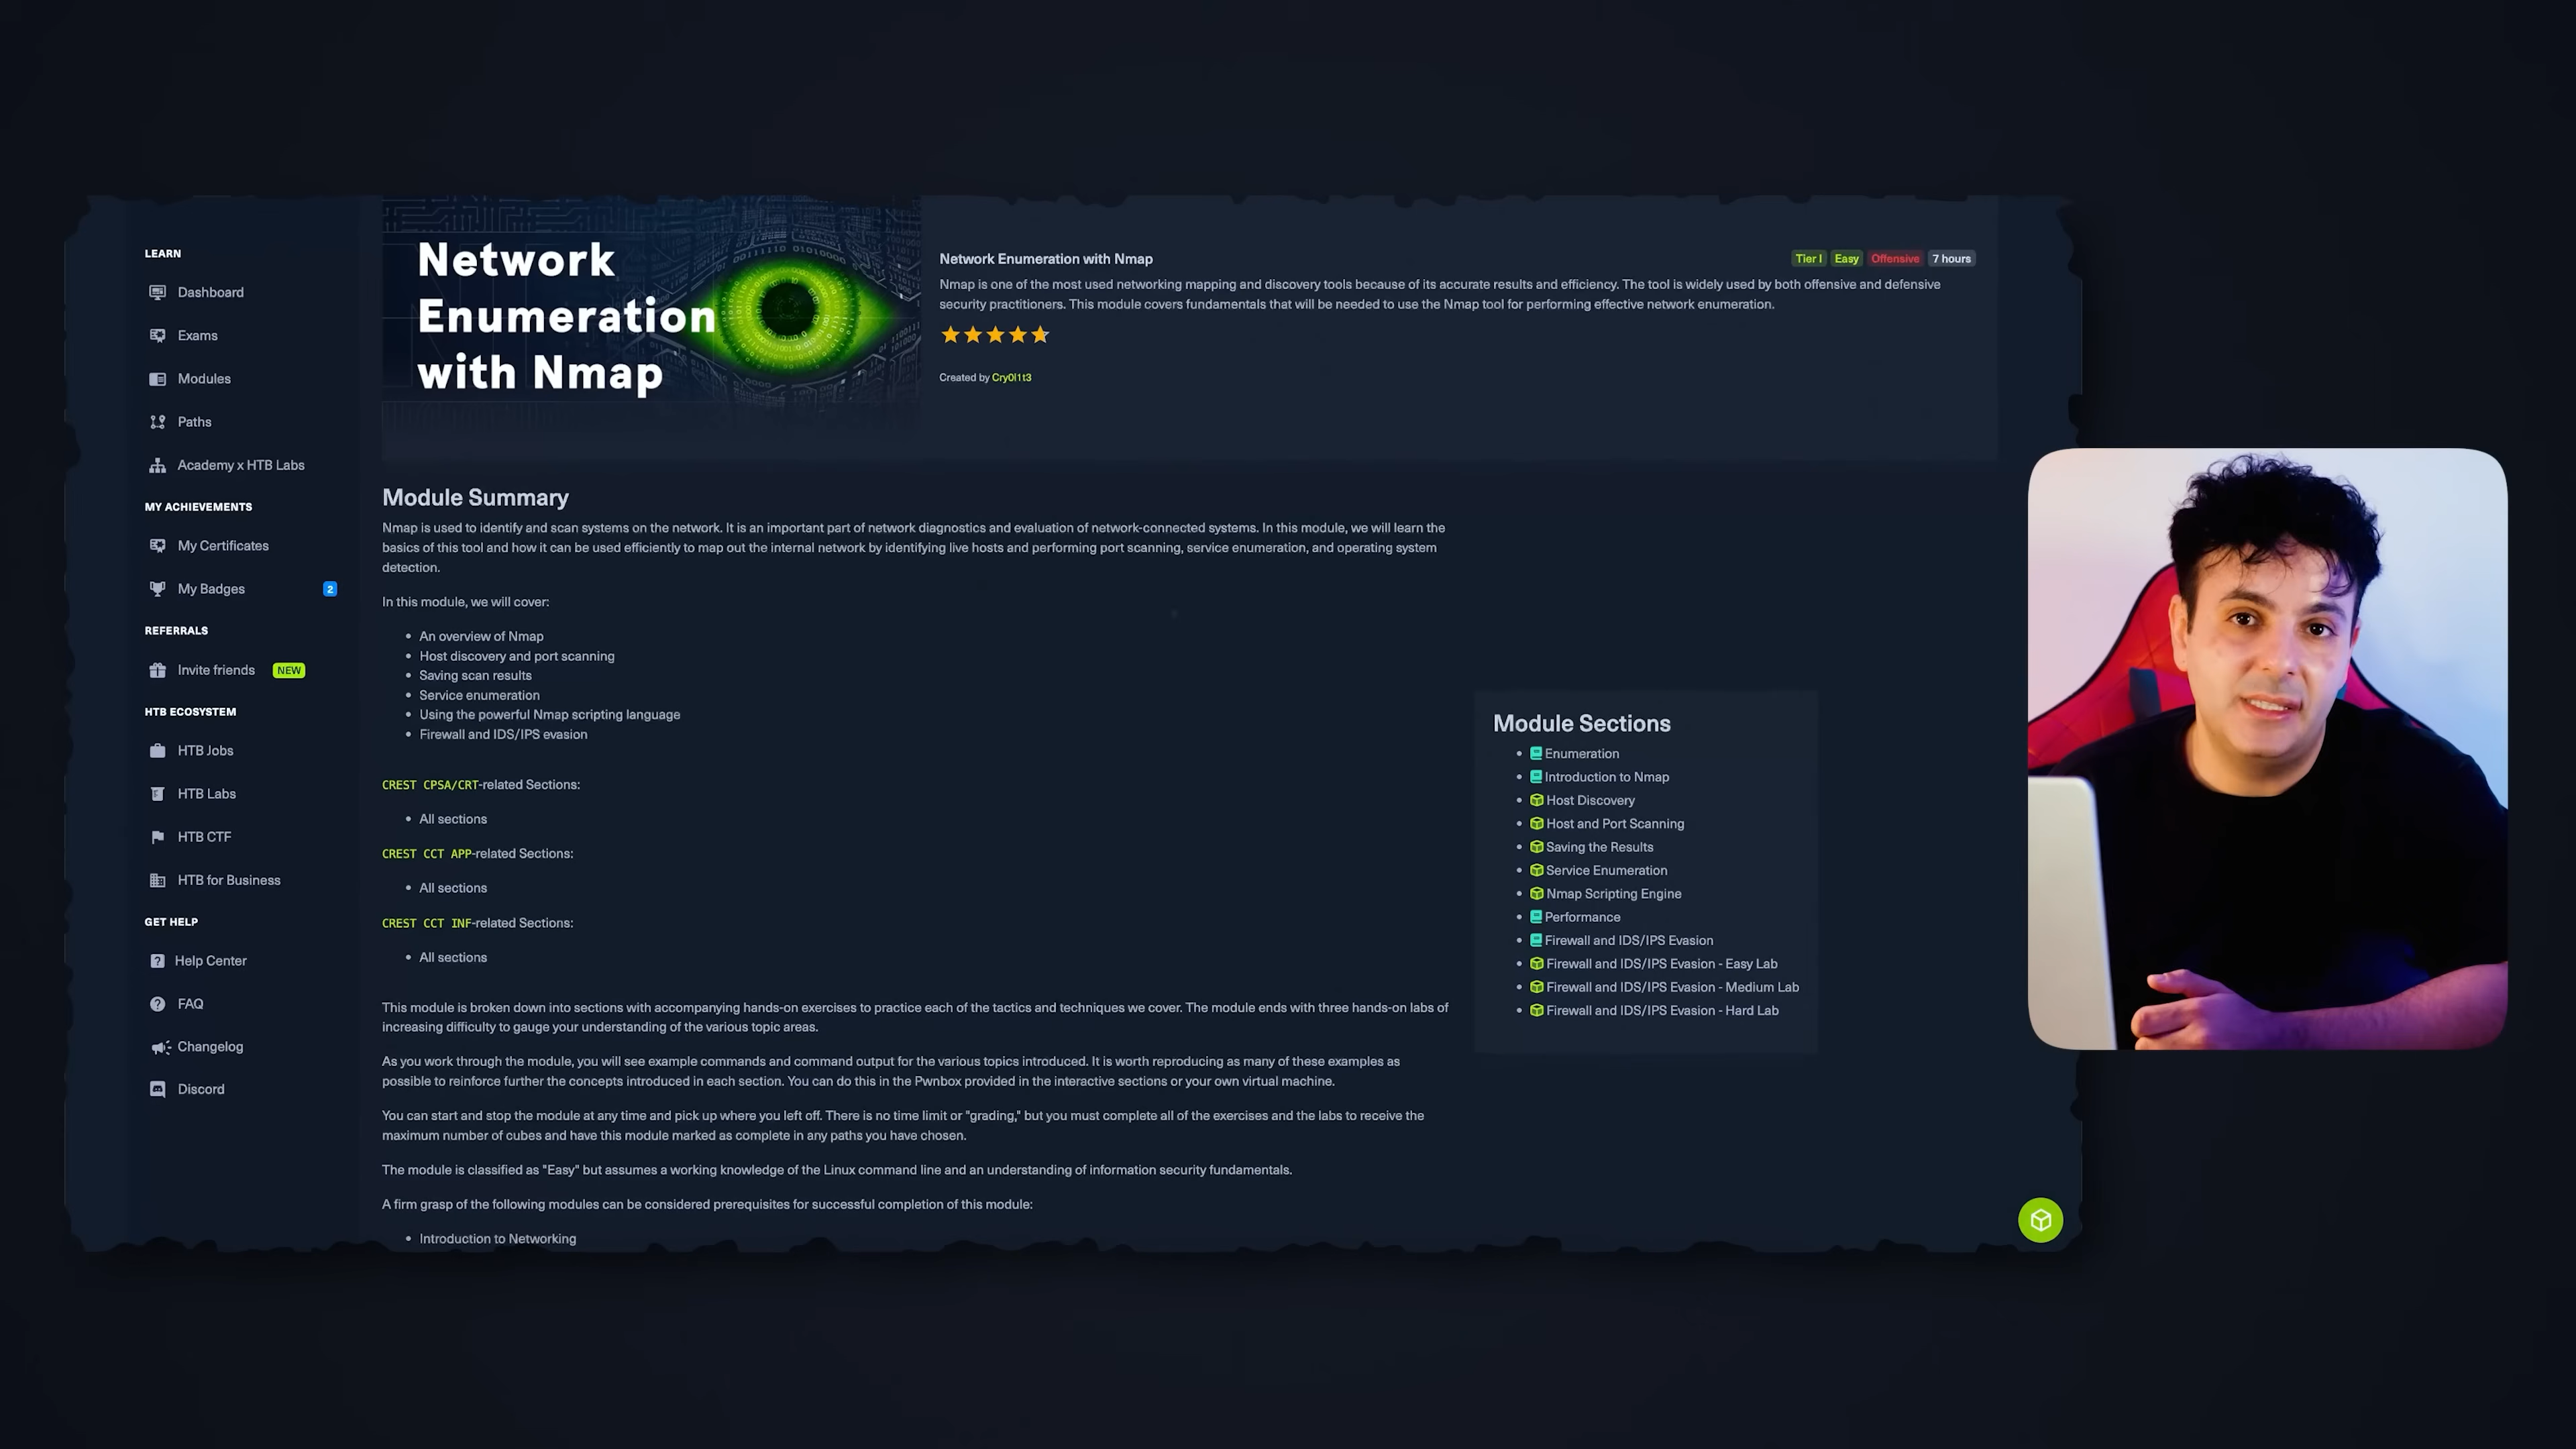 LEARN
Dashboard
Exams
Modules
Paths
Academy x HTB Labs
MY ACHIEVEMENTS
My Certificates
My Badges 2
REFERRALS
Invite friends NEW
HTB ECOSYSTEM
HTB Jobs
HTB Labs
HTB CTF
HTB for Business
GET HELP
Help Center
FAQ
Changelog
Discord
Network
Enumeration
with Nmap
Network Enumeration with Nmap Tier I Easy Offensive 7 hours
Nmap is one of the most used networking mapping and discovery tools because of its accurate results and efficiency. The tool is widely used by both offensive and defensive
security practitioners. This module covers fundamentals that will be needed to use the Nmap tool for performing effective network enumeration.
Created by Cry0l1t3
Module Summary
Nmap is used to identify and scan systems on the network. It is an important part of network diagnostics and evaluation of network-connected systems. In this module, we will learn the
basics of this tool and how it can be used efficiently to map out the internal network by identifying live hosts and performing port scanning, service enumeration, and operating system
detection.
In this module, we will cover:
• An overview of Nmap
• Host discovery and port scanning
• Saving scan results
• Service enumeration
• Using the powerful Nmap scripting language
• Firewall and IDS/IPS evasion
CREST CPSA/CRT-related Sections:
• All sections
CREST CCT APP-related Sections:
• All sections
CREST CCT INF-related Sections:
• All sections
This module is broken down into sections with accompanying hands-on exercises to practice each of the tactics and techniques we cover. The module ends with three hands-on labs of
increasing difficulty to gauge your understanding of the various topic areas.
As you work through the module, you will see example commands and command output for the various topics introduced. It is worth reproducing as many of these examples as
possible to reinforce further the concepts introduced in each section. You can do this in the Pwnbox provided in the interactive sections or your own virtual machine.
You can start and stop the module at any time and pick up where you left off. There is no time limit or "grading," but you must complete all of the exercises and the labs to receive the
maximum number of cubes and have this module marked as complete in any paths you have chosen.
The module is classified as "Easy" but assumes a working knowledge of the Linux command line and an understanding of information security fundamentals.
A firm grasp of the following modules can be considered prerequisites for successful completion of this module:
• Introduction to Networking
Module Sections
• Enumeration
• Introduction to Nmap
• Host Discovery
• Host and Port Scanning
• Saving the Results
• Service Enumeration
• Nmap Scripting Engine
• Performance
• Firewall and IDS/IPS Evasion
• Firewall and IDS/IPS Evasion - Easy Lab
• Firewall and IDS/IPS Evasion - Medium Lab
• Firewall and IDS/IPS Evasion - Hard Lab